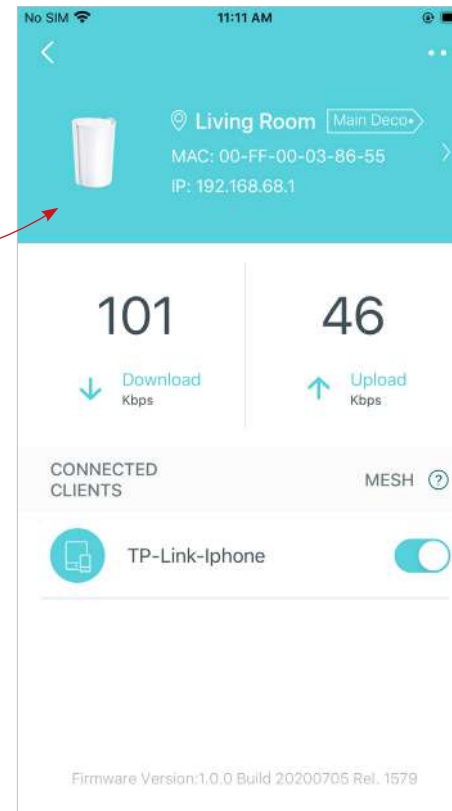 No SIM 11:11 AM
Living Room Main Deco
MAC: 00-FF-00-03-86-55
IP: 192.168.68.1
101 46
Download Upload
Kbps Kbps
CONNECTED
CLIENTS
MESH ?
TP-Link-Iphone
Firmware Version:1.0.0 Build 20200705 Rel. 1579